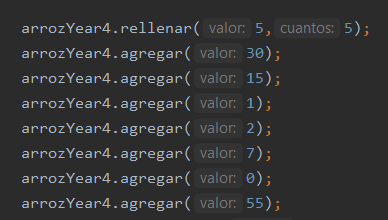 arrozYear4.rellenar( valor: 5, cuantos: 5);
arrozYear4.agregar( valor: 30);
arrozYear4.agregar( valor: 15);
arrozYear4.agregar( valor: 1);
arrozYear4.agregar( valor: 2);
arrozYear4.agregar( valor: 7);
arrozYear4.agregar( valor: 0);
arrozYear4.agregar( valor: 55);